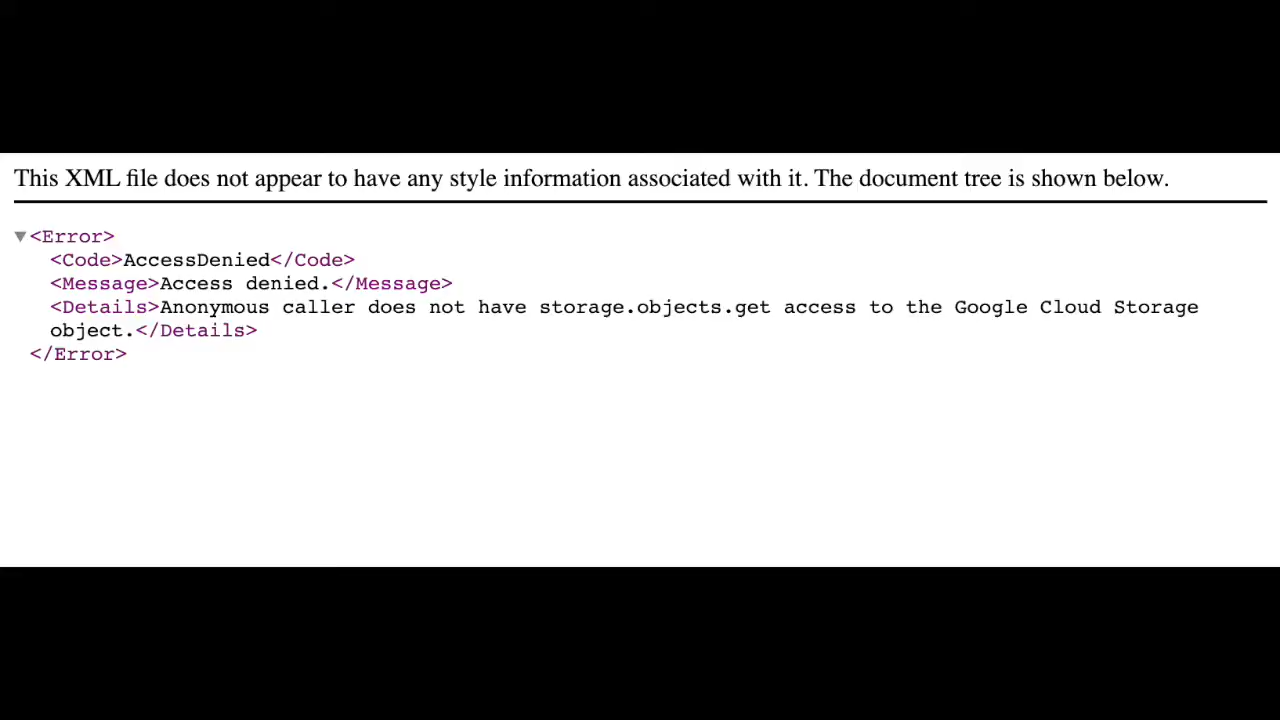 This XML file does not appear to have any style information associated with it. The document tree is shown below.
▼<Error>
<Code>AccessDenied</Code>
<Message>Access denied.</Message>
<Details>Anonymous caller does not have storage.objects.get access to the Google Cloud Storage
object.</Details>
</Error>